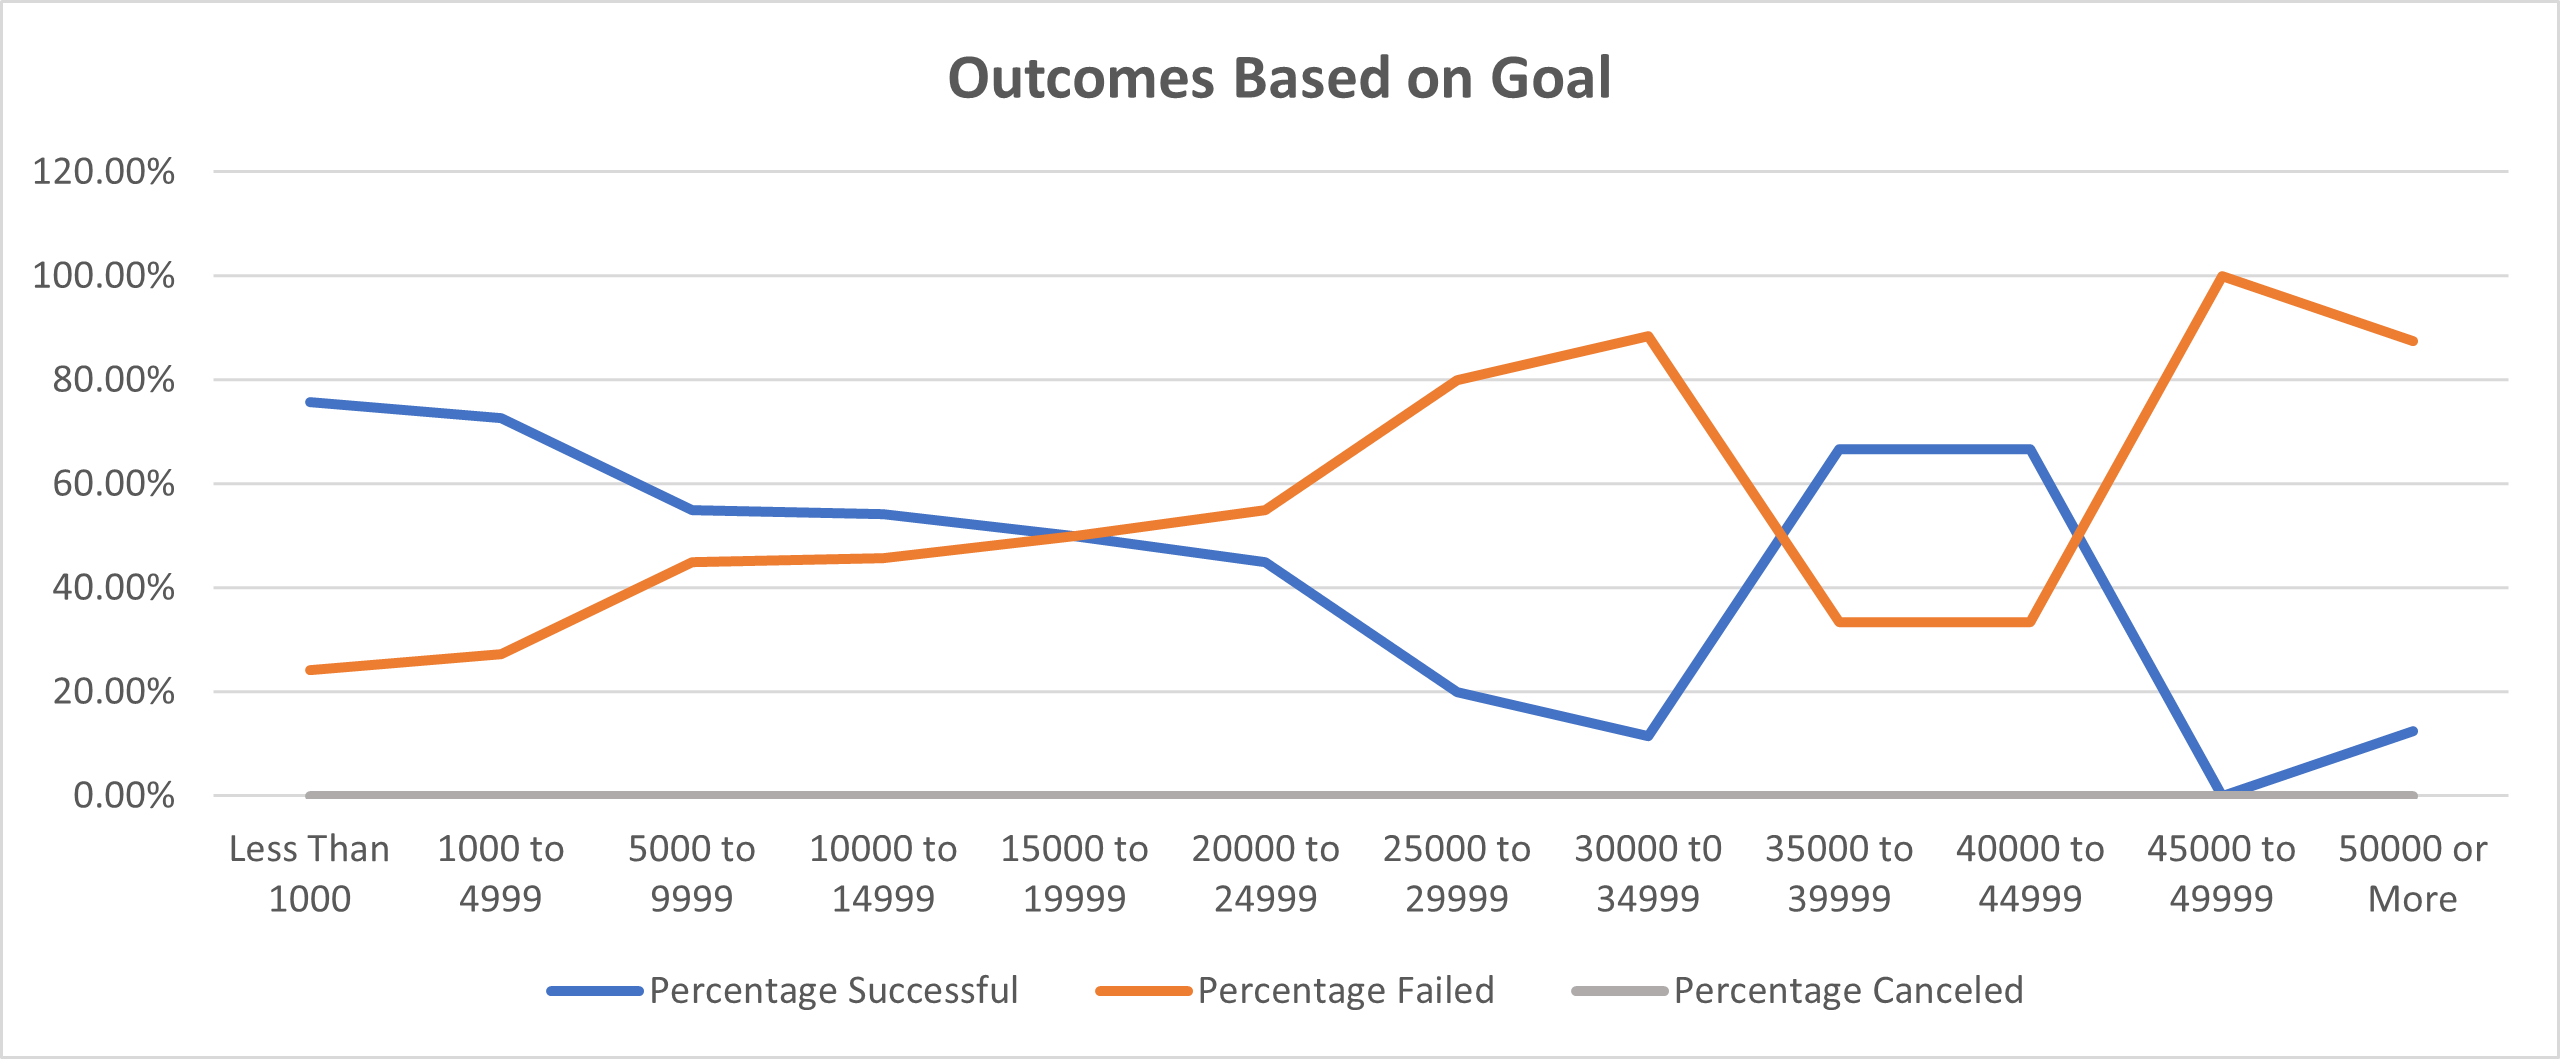 Outcomes Based on Goal
120.00%
100.00%
80.00%
60.00%
40.00%
20.00%
0.00%
Less Than
1000
1000 to
4999
5000 to
9999
10000 to
14999
15000 to
19999
20000 to
24999
25000 to
29999
30000 to
34999
35000 to
39999
40000 to
44999
45000 to
49999
50000 or
More
Percentage Successful
Percentage Failed
Percentage Canceled